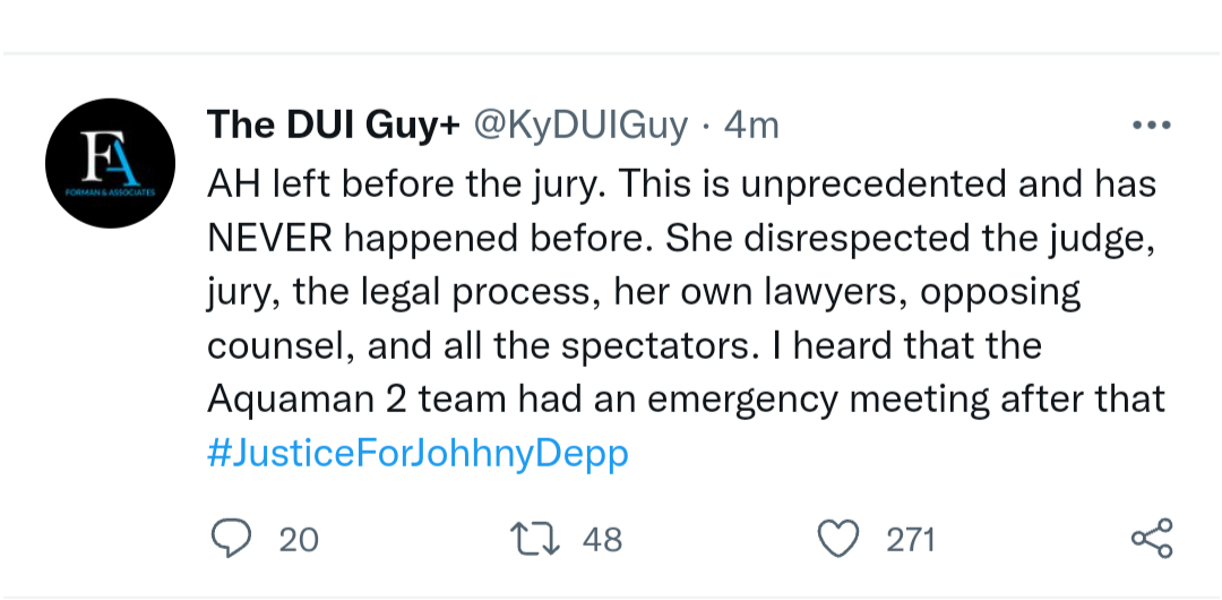 FA
FORMAN & ASSOCIATES
The DUI Guy+ @KyDUIGuy · 4m
AH left before the jury. This is unprecedented and has
NEVER happened before. She disrespected the judge,
jury, the legal process, her own lawyers, opposing
counsel, and all the spectators. I heard that the
Aquaman 2 team had an emergency meeting after that
#JusticeForJohhnyDepp
20 48 271